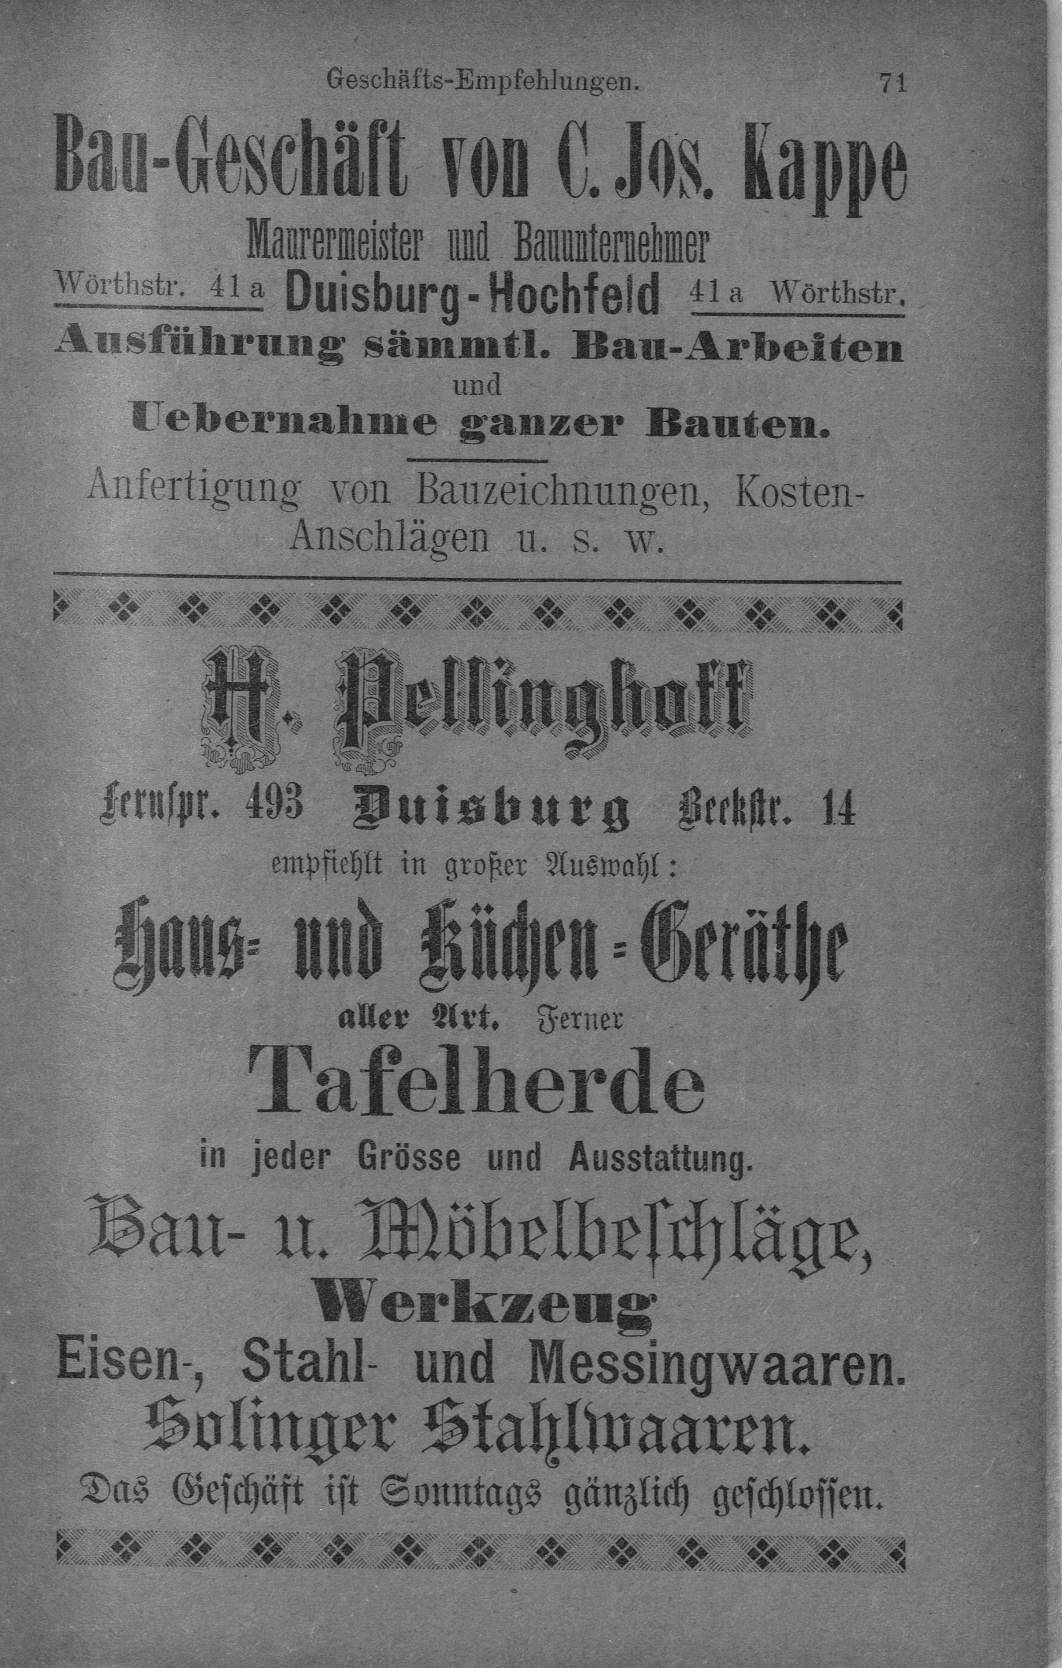 Geschäfts-Empfehlungen. 71
Bau-Geschäft von C. Jos. Kappe
Maurermeister und Bauunternehmer
Wörthstr. 41a Duisburg-Hochfeld 41a Wörthstr.
Ausführung sämmtl. Bau-Arbeiten
und
Uebernahme ganzer Bauten.
Anfertigung von Bauzeichnungen, Kosten-
Anschlägen u. s. w.
H. Pellinghoff
Fernspr. 493 Duisburg Beekstr. 14
empfiehlt in großer Auswahl:
Haus- und Küchen-Geräthe
aller Art. Ferner
Tafelherde
in jeder Grösse und Ausstattung.
Bau- u. Möbelbeschläge,
Werkzeug
Eisen-, Stahl- und Messingwaaren.
Solinger Stahlwaaren.
Das Geschäft ist Sonntags gänzlich geschlossen.